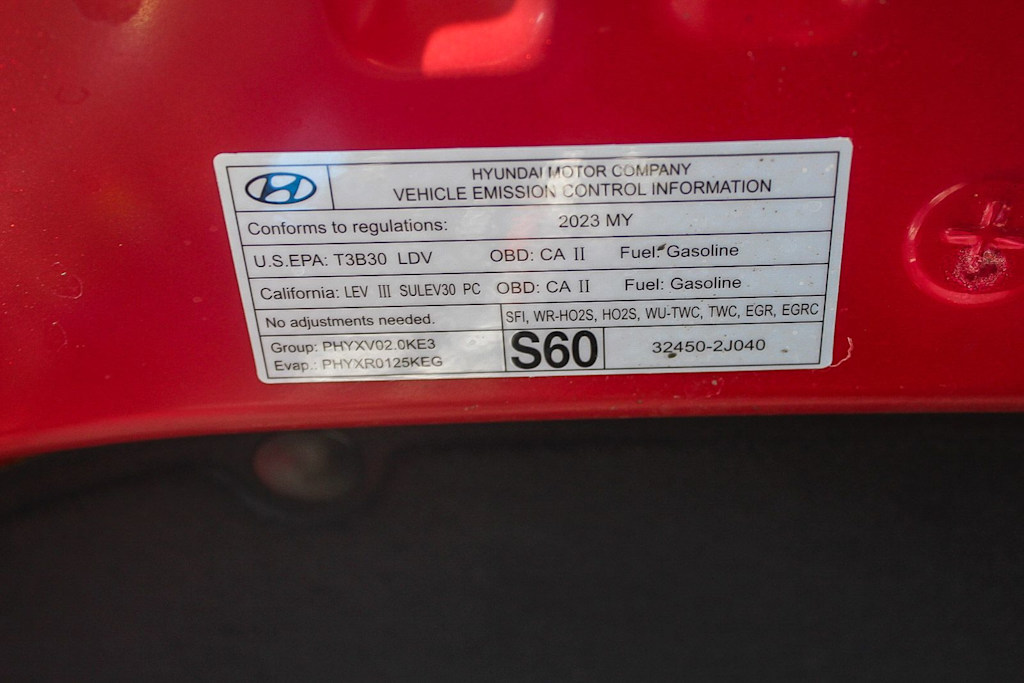 HYUNDAI MOTOR COMPANY
VEHICLE EMISSION CONTROL INFORMATION
Conforms to regulations: 2023 MY
U.S.EPA: T3B30 LDV OBD: CA II Fuel: Gasoline
California: LEV III SULEV30 PC OBD: CA II Fuel: Gasoline
No adjustments needed.
SFI, WR-HO2S, HO2S, WU-TWC, TWC, EGR, EGRC
Group: PHYXV02.0KE3
Evap.: PHYXR0125KEG
S60
32450-2J040